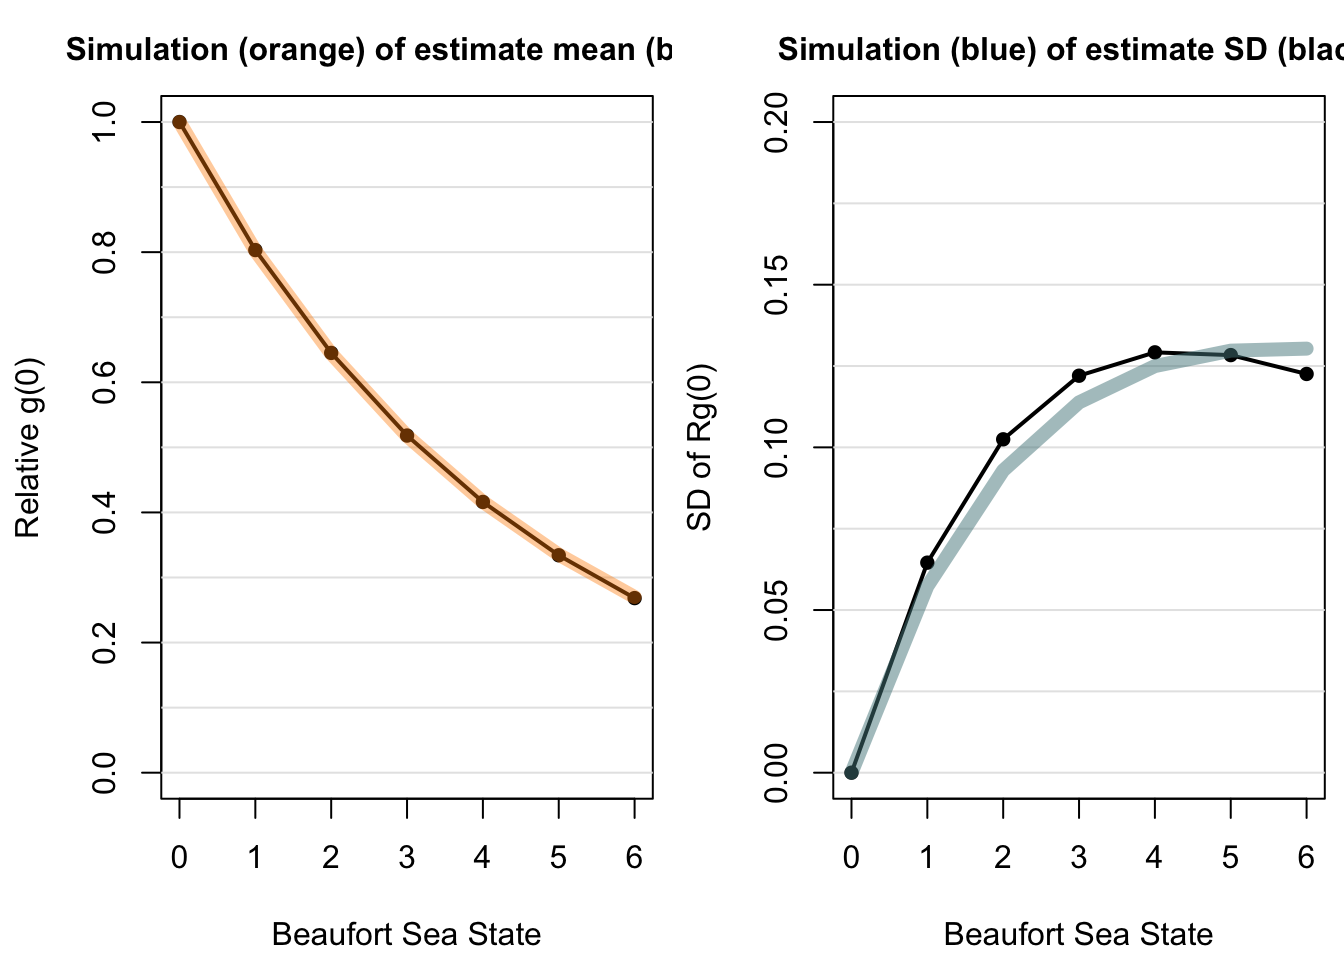 Simulation (orange) of estimate mean (b
Relative g(0)
1.0
0.8
0.6
0.4
0.2
0.0
0 1 2 3 4 5 6
Beaufort Sea State
Simulation (blue) of estimate SD (blac
SD of Rg(0)
0.20
0.15
0.10
0.05
0.00
0 1 2 3 4 5 6
Beaufort Sea State